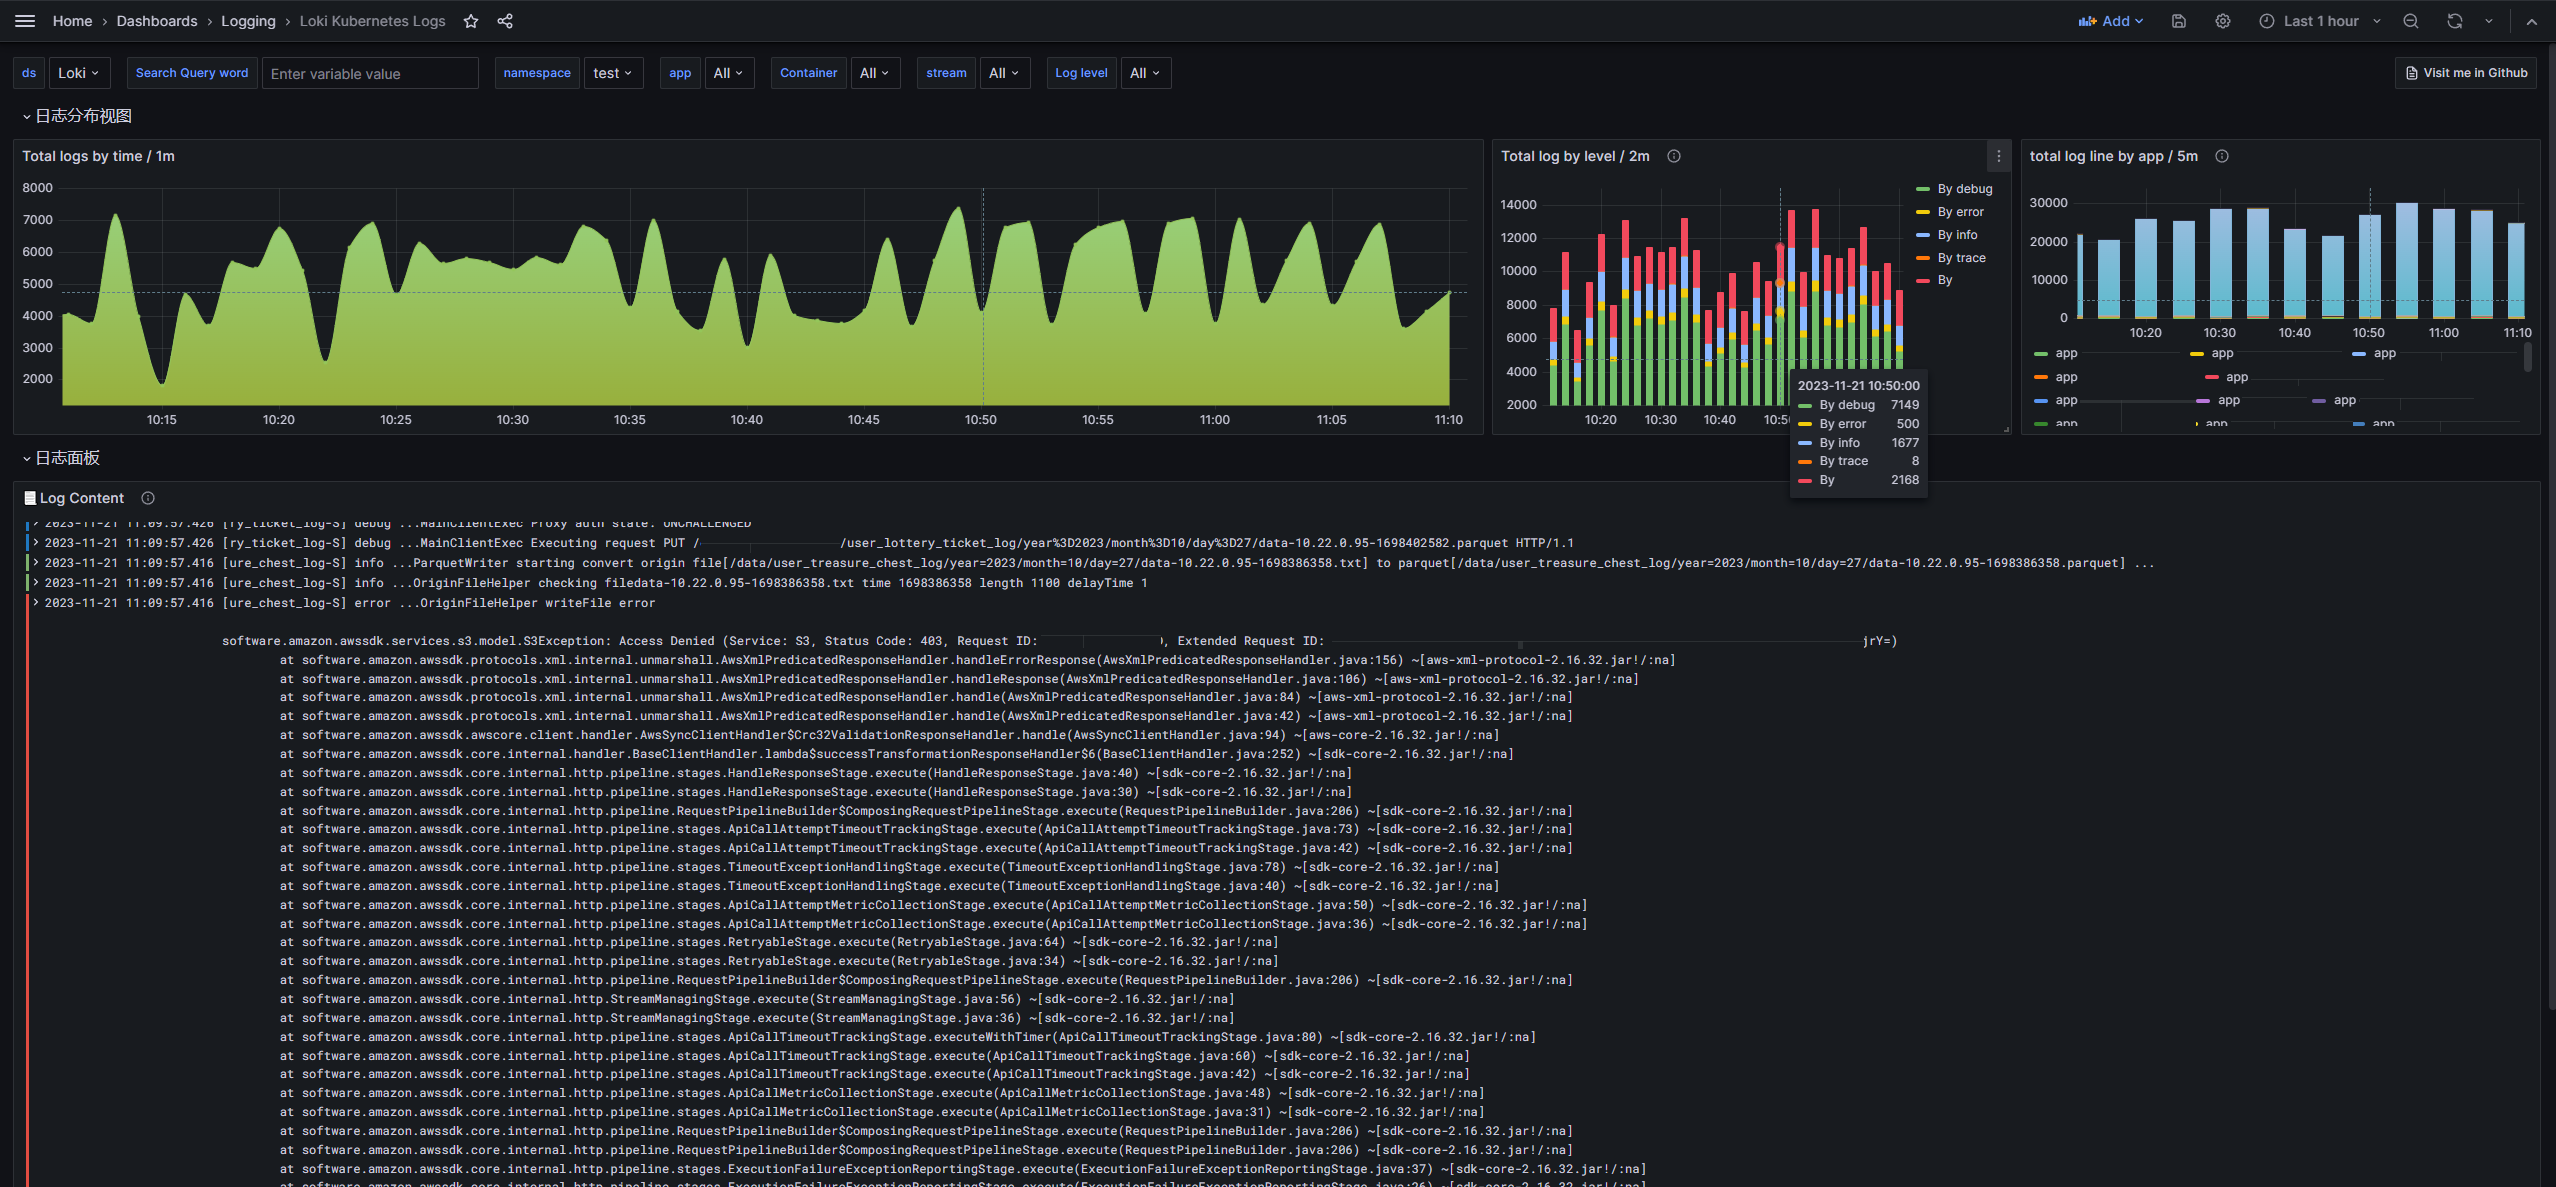 Home › Dashboards › Logging › Loki Kubernetes Logs
Add
Last 1 hour
ds Loki Search Query word Enter variable value namespace test app All Container All stream All Log level All Visit me in Github
日志分布视图
Total logs by time / 1m
8000
7000
6000
5000
4000
3000
2000
10:15 10:20 10:25 10:30 10:35 10:40 10:45 10:50 10:55 11:00 11:05 11:10
Total log by level / 2m
14000
12000
10000
8000
6000
4000
2000
10:20 10:30 10:40
By debug
By error
By info
By trace
By
2023-11-21 10:50:00
By debug 7149
By error 500
By info 1677
By trace 8
By 2168
total log line by app / 5m
30000
20000
10000
0
10:20 10:30 10:40 10:50 11:00 11:10
app app app
app app
app app app
app app app
日志面板
Log Content
2023-11-21 11:09:57.426 [ry_ticket_log-S] debug ...MainClientExec Proxy auth state: UNCHALLENGED
2023-11-21 11:09:57.426 [ry_ticket_log-S] debug ...MainClientExec Executing request PUT / /user_lottery_ticket_log/year%3D2023/month%3D10/day%3D27/data-10.22.0.95-1698402582.parquet HTTP/1.1
2023-11-21 11:09:57.416 [ure_chest_log-S] info ...ParquetWriter starting convert origin file[/data/user_treasure_chest_log/year=2023/month=10/day=27/data-10.22.0.95-1698386358.txt] to parquet[/data/user_treasure_chest_log/year=2023/month=10/day=27/data-10.22.0.95-1698386358.parquet] ...
2023-11-21 11:09:57.416 [ure_chest_log-S] info ...OriginFileHelper checking filedata-10.22.0.95-1698386358.txt time 1698386358 length 1100 delayTime 1
2023-11-21 11:09:57.416 [ure_chest_log-S] error ...OriginFileHelper writeFile error
software.amazon.awssdk.services.s3.model.S3Exception: Access Denied (Service: S3, Status Code: 403, Request ID: ), Extended Request ID: jrY=)
at software.amazon.awssdk.protocols.xml.internal.unmarshall.AwsXmlPredicatedResponseHandler.handleErrorResponse(AwsXmlPredicatedResponseHandler.java:156) ~[aws-xml-protocol-2.16.32.jar!/:na]
at software.amazon.awssdk.protocols.xml.internal.unmarshall.AwsXmlPredicatedResponseHandler.handleResponse(AwsXmlPredicatedResponseHandler.java:106) ~[aws-xml-protocol-2.16.32.jar!/:na]
at software.amazon.awssdk.protocols.xml.internal.unmarshall.AwsXmlPredicatedResponseHandler.handle(AwsXmlPredicatedResponseHandler.java:84) ~[aws-xml-protocol-2.16.32.jar!/:na]
at software.amazon.awssdk.protocols.xml.internal.unmarshall.AwsXmlPredicatedResponseHandler.handle(AwsXmlPredicatedResponseHandler.java:42) ~[aws-xml-protocol-2.16.32.jar!/:na]
at software.amazon.awssdk.awscore.client.handler.AwsSyncClientHandler$Crc32ValidationResponseHandler.handle(AwsSyncClientHandler.java:94) ~[aws-core-2.16.32.jar!/:na]
at software.amazon.awssdk.core.internal.handler.BaseClientHandler.lambda$successTransformationResponseHandler$6(BaseClientHandler.java:252) ~[sdk-core-2.16.32.jar!/:na]
at software.amazon.awssdk.core.internal.http.pipeline.stages.HandleResponseStage.execute(HandleResponseStage.java:40) ~[sdk-core-2.16.32.jar!/:na]
at software.amazon.awssdk.core.internal.http.pipeline.stages.HandleResponseStage.execute(HandleResponseStage.java:30) ~[sdk-core-2.16.32.jar!/:na]
at software.amazon.awssdk.core.internal.http.pipeline.RequestPipelineBuilder$ComposingRequestPipelineStage.execute(RequestPipelineBuilder.java:206) ~[sdk-core-2.16.32.jar!/:na]
at software.amazon.awssdk.core.internal.http.pipeline.stages.ApiCallAttemptTimeoutTrackingStage.execute(ApiCallAttemptTimeoutTrackingStage.java:73) ~[sdk-core-2.16.32.jar!/:na]
at software.amazon.awssdk.core.internal.http.pipeline.stages.ApiCallAttemptTimeoutTrackingStage.execute(ApiCallAttemptTimeoutTrackingStage.java:42) ~[sdk-core-2.16.32.jar!/:na]
at software.amazon.awssdk.core.internal.http.pipeline.stages.TimeoutExceptionHandlingStage.execute(TimeoutExceptionHandlingStage.java:78) ~[sdk-core-2.16.32.jar!/:na]
at software.amazon.awssdk.core.internal.http.pipeline.stages.TimeoutExceptionHandlingStage.execute(TimeoutExceptionHandlingStage.java:40) ~[sdk-core-2.16.32.jar!/:na]
at software.amazon.awssdk.core.internal.http.pipeline.stages.ApiCallAttemptMetricCollectionStage.execute(ApiCallAttemptMetricCollectionStage.java:50) ~[sdk-core-2.16.32.jar!/:na]
at software.amazon.awssdk.core.internal.http.pipeline.stages.ApiCallAttemptMetricCollectionStage.execute(ApiCallAttemptMetricCollectionStage.java:36) ~[sdk-core-2.16.32.jar!/:na]
at software.amazon.awssdk.core.internal.http.pipeline.stages.RetryableStage.execute(RetryableStage.java:64) ~[sdk-core-2.16.32.jar!/:na]
at software.amazon.awssdk.core.internal.http.pipeline.stages.RetryableStage.execute(RetryableStage.java:34) ~[sdk-core-2.16.32.jar!/:na]
at software.amazon.awssdk.core.internal.http.pipeline.RequestPipelineBuilder$ComposingRequestPipelineStage.execute(RequestPipelineBuilder.java:206) ~[sdk-core-2.16.32.jar!/:na]
at software.amazon.awssdk.core.internal.http.StreamManagingStage.execute(StreamManagingStage.java:56) ~[sdk-core-2.16.32.jar!/:na]
at software.amazon.awssdk.core.internal.http.StreamManagingStage.execute(StreamManagingStage.java:36) ~[sdk-core-2.16.32.jar!/:na]
at software.amazon.awssdk.core.internal.http.pipeline.stages.ApiCallTimeoutTrackingStage.executeWithTimer(ApiCallTimeoutTrackingStage.java:80) ~[sdk-core-2.16.32.jar!/:na]
at software.amazon.awssdk.core.internal.http.pipeline.stages.ApiCallTimeoutTrackingStage.execute(ApiCallTimeoutTrackingStage.java:60) ~[sdk-core-2.16.32.jar!/:na]
at software.amazon.awssdk.core.internal.http.pipeline.stages.ApiCallTimeoutTrackingStage.execute(ApiCallTimeoutTrackingStage.java:42) ~[sdk-core-2.16.32.jar!/:na]
at software.amazon.awssdk.core.internal.http.pipeline.stages.ApiCallMetricCollectionStage.execute(ApiCallMetricCollectionStage.java:48) ~[sdk-core-2.16.32.jar!/:na]
at software.amazon.awssdk.core.internal.http.pipeline.stages.ApiCallMetricCollectionStage.execute(ApiCallMetricCollectionStage.java:31) ~[sdk-core-2.16.32.jar!/:na]
at software.amazon.awssdk.core.internal.http.pipeline.RequestPipelineBuilder$ComposingRequestPipelineStage.execute(RequestPipelineBuilder.java:206) ~[sdk-core-2.16.32.jar!/:na]
at software.amazon.awssdk.core.internal.http.pipeline.RequestPipelineBuilder$ComposingRequestPipelineStage.execute(RequestPipelineBuilder.java:206) ~[sdk-core-2.16.32.jar!/:na]
at software.amazon.awssdk.core.internal.http.pipeline.stages.ExecutionFailureExceptionReportingStage.execute(ExecutionFailureExceptionReportingStage.java:37) ~[sdk-core-2.16.32.jar!/:na]